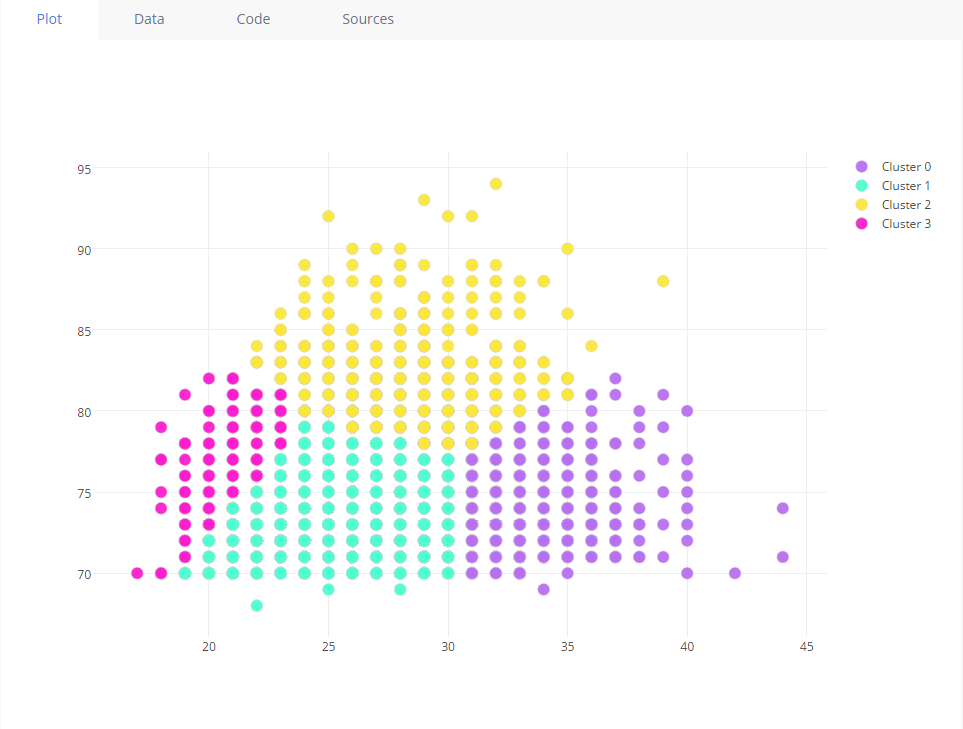 Plot Data Code Sources
95
90
85
80
75
70
20 25 30 35 40 45
Cluster 0
Cluster 1
Cluster 2
Cluster 3